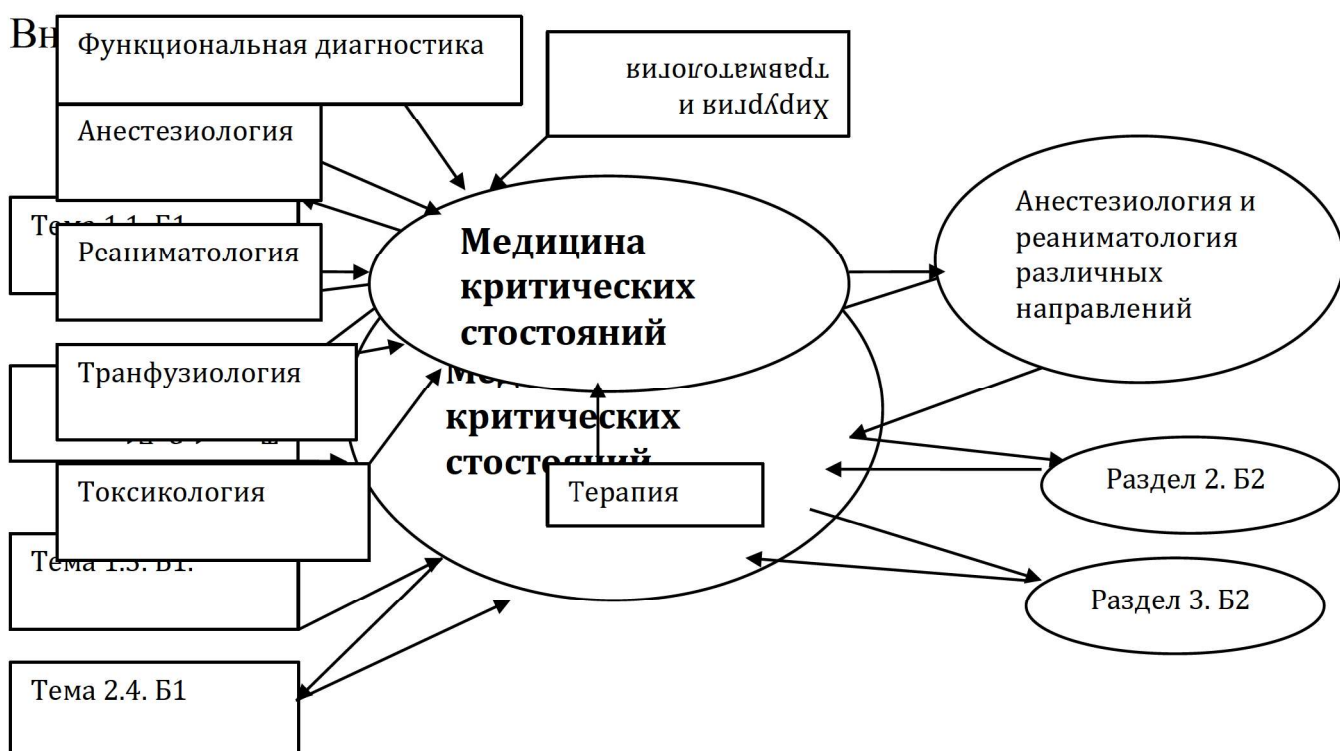 Вн
Функциональная диагностика
Хирургия и
травматология
Анестезиология
Тема 1.1. Б1
Реаниматология
Медицина
критических
стостояний
Анестезиология и
реаниматология
различных
направлений
Транфузиология
критических
стостояний
Токсикология
Терапия
Раздел 2. Б2
Тема 1.3. Б1.
Раздел 3. Б2
Тема 2.4. Б1